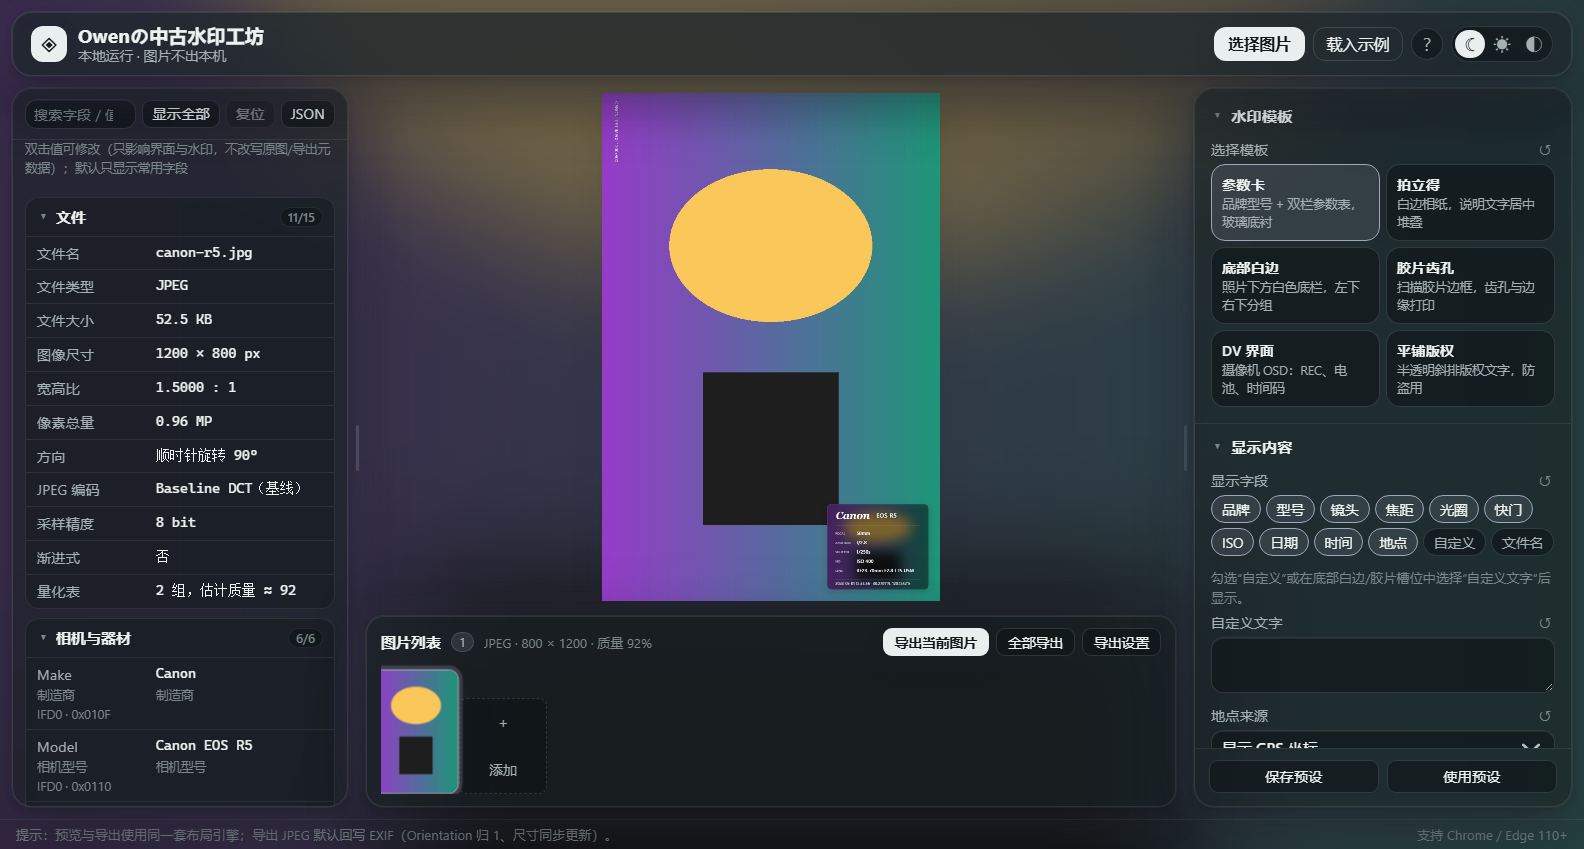 Owenの中古水印工坊
本地运行 · 图片不出本机
选择图片
载入示例
?
搜索字段 / 值
显示全部
复位
JSON
双击值可修改（只影响界面与水印，不改写原图/导出元
数据）；默认只显示常用字段
文件
11/15
文件名 canon-r5.jpg
文件类型 JPEG
文件大小 52.5 KB
图像尺寸 1200 × 800 px
宽高比 1.5000 : 1
像素总量 0.96 MP
方向 顺时针旋转 90°
JPEG 编码 Baseline DCT（基线）
采样精度 8 bit
渐进式 否
量化表 2 组，估计质量 ≈ 92
相机与器材
6/6
Make Canon
制造商 制造商
IFD0 · 0x010F
Model Canon EOS R5
相机型号 相机型号
IFD0 · 0x0110
Canon EOS R5
50mm
f/2.8
1/250s
ISO 400
图片列表
1
JPEG · 800 × 1200 · 质量 92%
导出当前图片
全部导出
导出设置
+
添加
水印模板
选择模板
参数卡
品牌型号 + 双栏参数表，
玻璃底衬
拍立得
白边相纸，说明文字居中
堆叠
底部白边
照片下方白色底栏，左下
右下分组
胶片齿孔
扫描胶片边框，齿孔与边
缘打印
DV 界面
摄像机 OSD：REC、电
池、时间码
平铺版权
半透明斜排版权文字，防
盗用
显示内容
显示字段
品牌
型号
镜头
焦距
光圈
快门
ISO
日期
时间
地点
自定义
文件名
勾选“自定义”或在底部白边/胶片槽位中选择“自定义文字”后
显示。
自定义文字
地点来源
显示 GPS 坐标
保存预设
使用预设
提示：预览与导出使用同一套布局引擎；导出 JPEG 默认回写 EXIF（Orientation 归 1、尺寸同步更新）。
支持 Chrome / Edge 110+